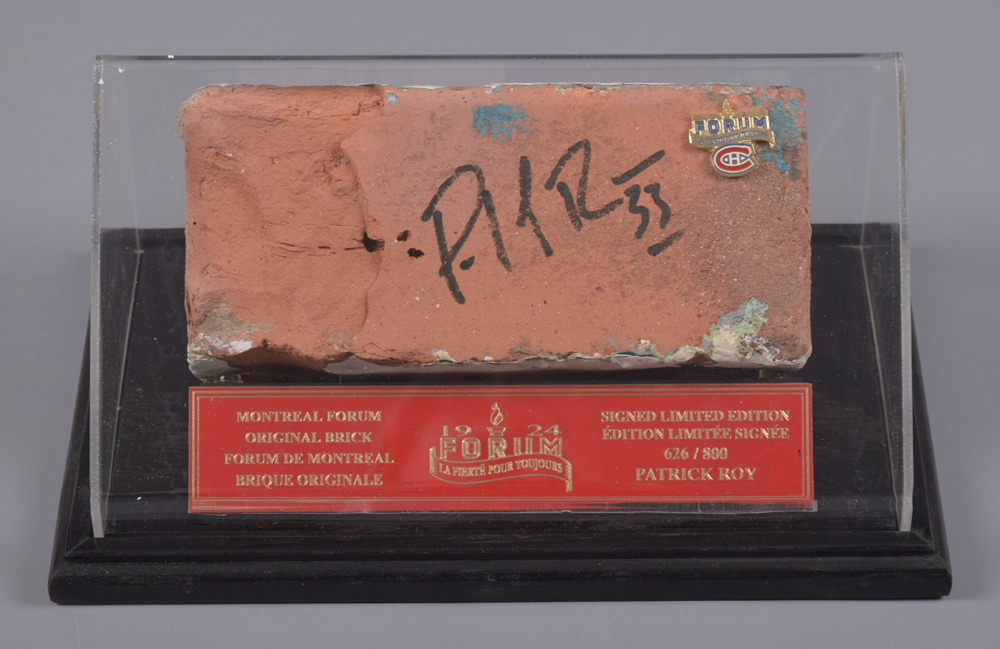 FORUM
P. R 33
MONTREAL FORUM
ORIGINAL BRICK
FORUM DE MONTREAL
BRIQUE ORIGINALE
19 24
FORUM
LA FIERTÉ POUR TOUJOURS
SIGNED LIMITED EDITION
ÉDITION LIMITÉE SIGNÉE
626 / 800
PATRICK ROY